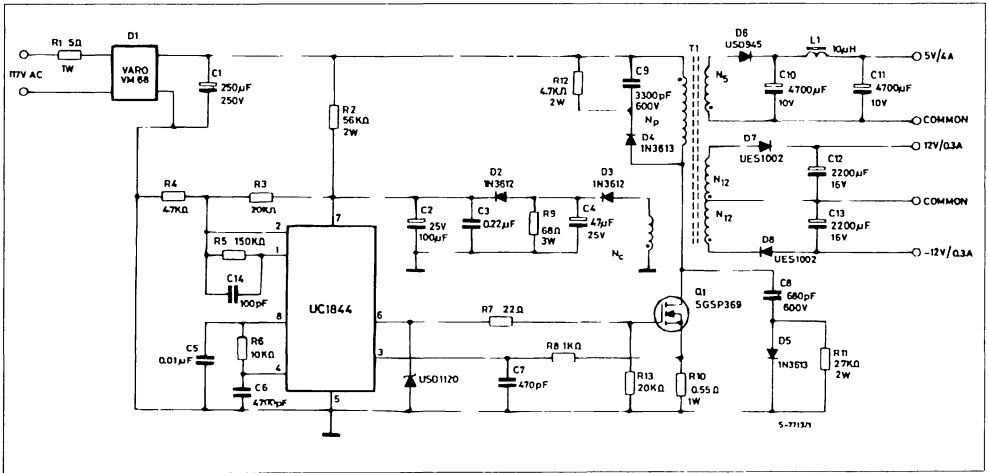 R1 5Ω
1W
117V AC
D1
VARO
VM 68
C1
250µF
250V
R2
56KΩ
2W
R12
4.7KΩ
2W
C9
3300pF
600V
Np
D4
1N3613
T1
N5
D6
USD945
L1
10µH
C10
4700µF
10V
C11
4700µF
10V
5V/4A
COMMON
D7
UES1002
12V/0.3A
N12
C12
2200µF
16V
COMMON
N12
C13
2200µF
16V
D8
UES1002
-12V/0.3A
R4
4.7KΩ
R3
20KΩ
D2
1N3612
D3
1N3612
C2
25V
100µF
C3
0.22µF
R9
68Ω
3W
C4
47µF
25V
Nc
R5 150KΩ
C14
100pF
2
1
7
UC1844
8
4
6
3
5
C5
0.01µF
R6
10KΩ
C6
4700pF
USD1120
R7 22Ω
R8 1KΩ
C7
470pF
R13
20KΩ
Q1
SGSP369
R10
0.55Ω
1W
C8
680pF
600V
D5
1N3613
R11
2.7KΩ
2W
S-7713/1